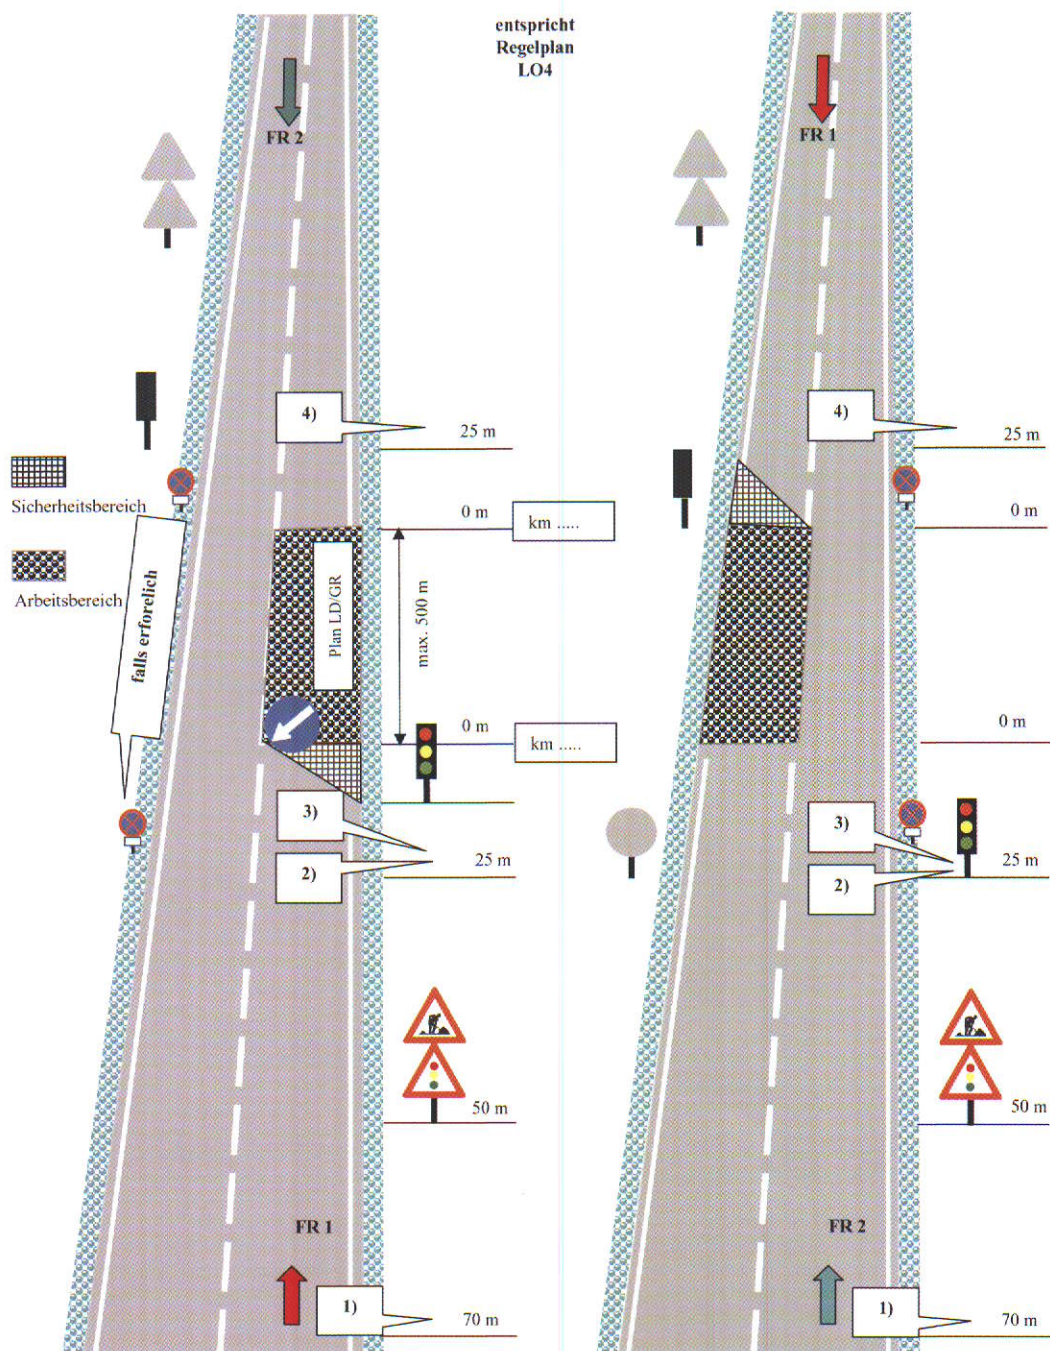 entspricht
Regelplan
LO4
FR 2
4)
25 m
Sicherheitsbereich
0 m
km .....
Arbeitsbereich
falls erforelich
Plan LD/GR
max. 500 m
0 m
km .....
3)
2)
25 m
50 m
FR 1
1)
70 m
FR 1
4)
25 m
0 m
0 m
3)
2)
25 m
50 m
FR 2
1)
70 m